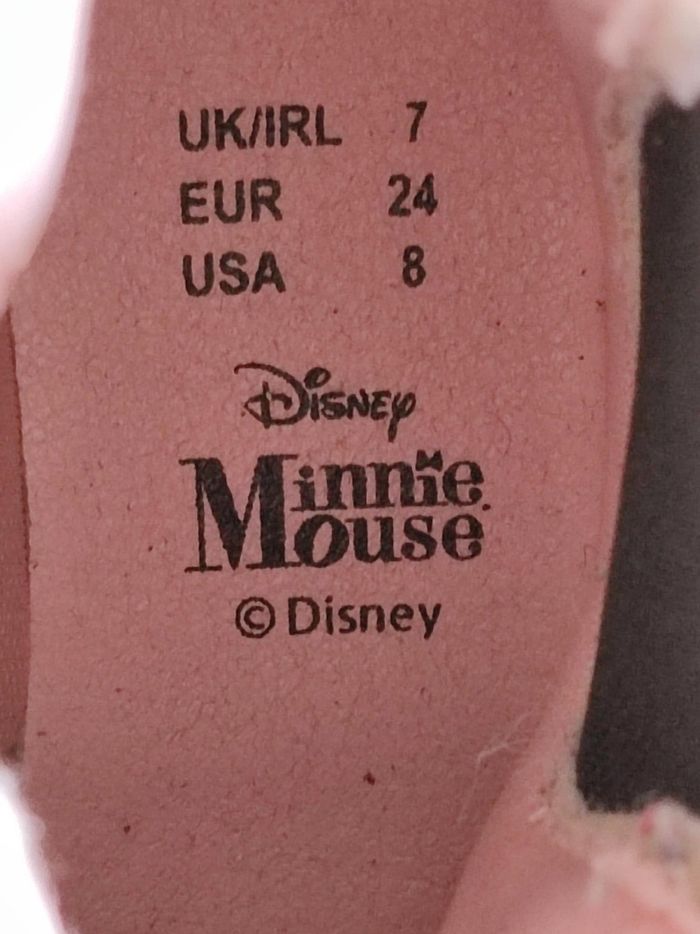 UK/IRL 7
EUR 24
USA 8
Disney
Minnie
Mouse
© Disney